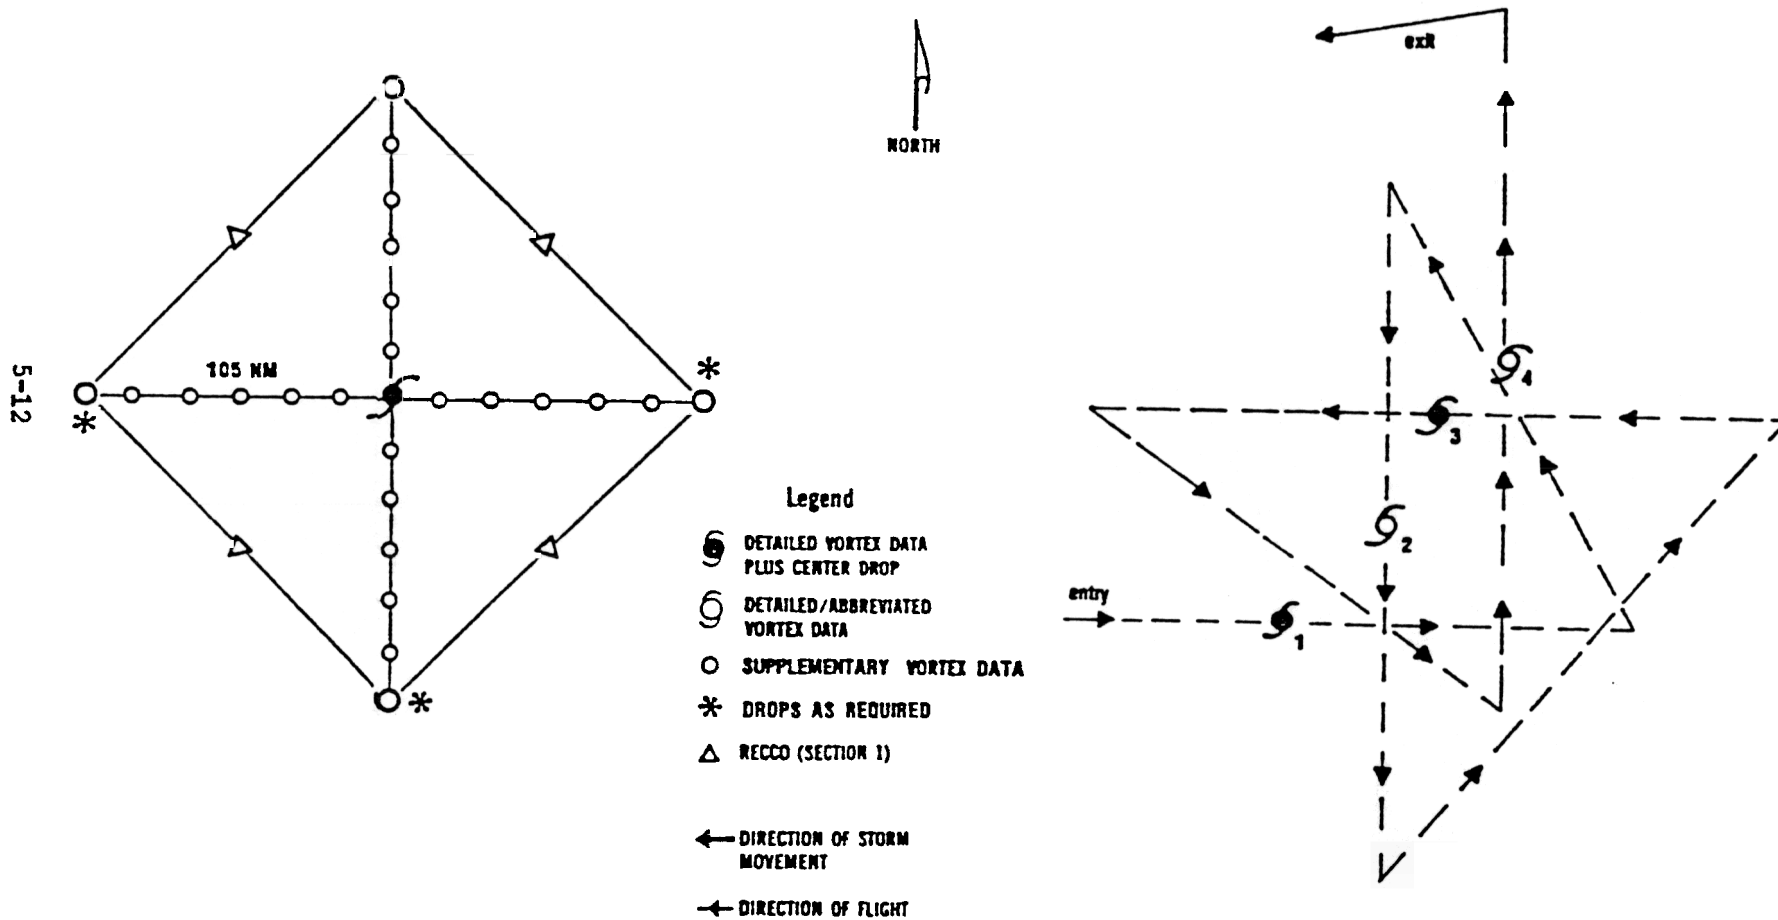 5-12
105 NM
*
*
*
NORTH
exit
entry
1
2
3
4
Legend
DETAILED VORTEX DATA
PLUS CENTER DROP
DETAILED/ABBREVIATED
VORTEX DATA
SUPPLEMENTARY VORTEX DATA
* DROPS AS REQUIRED
RECCO (SECTION 1)
DIRECTION OF STORM
MOVEMENT
DIRECTION OF FLIGHT